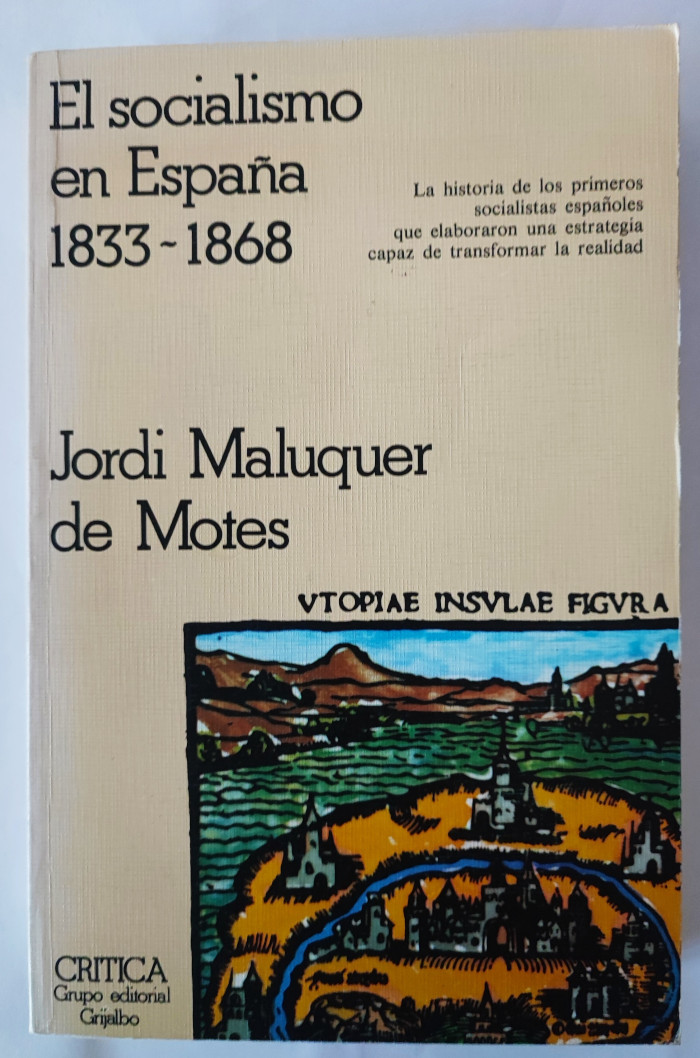 El socialismo
en España
1833~1868
La historia de los primeros
socialistas españoles
que elaboraron una estrategia
capaz de transformar la realidad
Jordi Maluquer
de Motes
VTOPIAE INSVLAE FIGVRA
CRITICA
Grupo editorial
Grijalbo